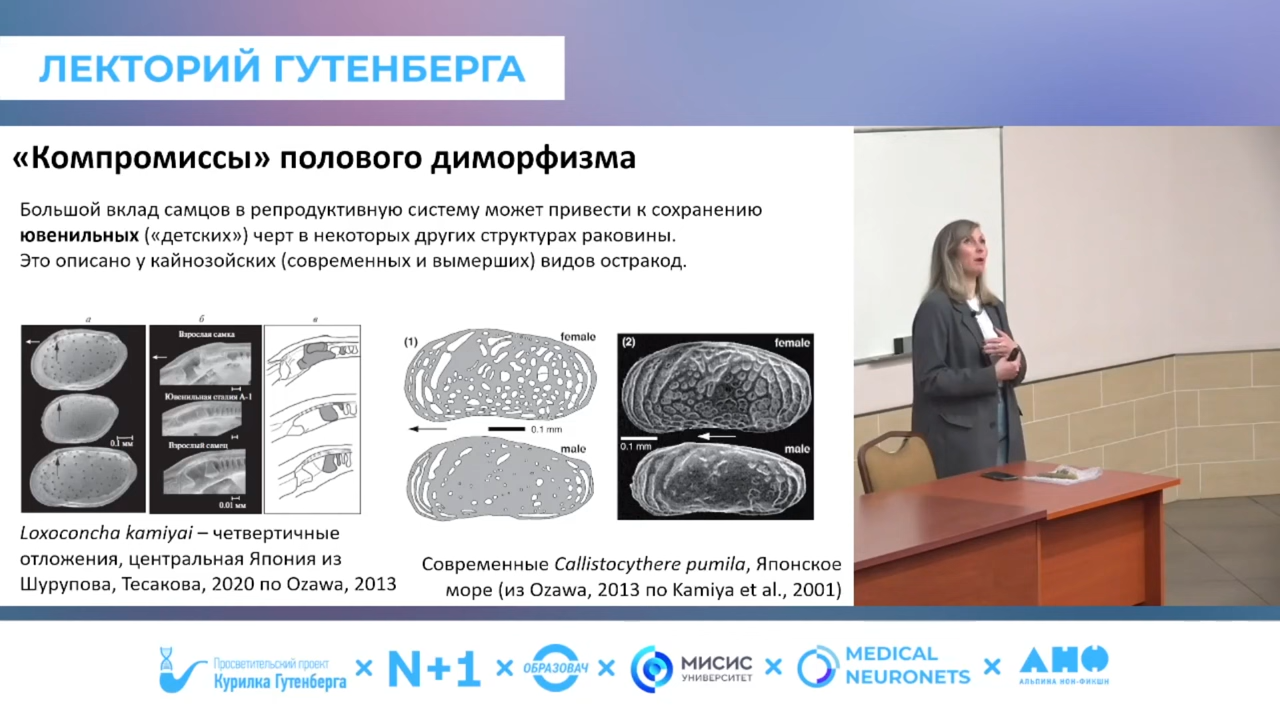 ЛЕКТОРИЙ ГУТЕНБЕРГА
«Компромиссы» полового диморфизма
Большой вклад самцов в репродуктивную систему может привести к сохранению
ювенильных («детских») черт в некоторых других структурах раковины.
Это описано у кайнозойских (современных и вымерших) видов остракод.
а
б
в
Взрослая самка
Ювенильная стадия А-1
Взрослый самец
0.1 мм
0.01 мм
(1)
female
0.1 mm
male
(2)
female
0.1 mm
male
Loxoconcha kamiyai – четвертичные
отложения, центральная Япония из
Шурупова, Тесакова, 2020 по Ozawa, 2013
Современные Callistocythere pumila, Японское
море (из Ozawa, 2013 по Kamiya et al., 2001)
Просветительский проект
Курилка Гутенберга
×
N+1
×
ОБРАЗОВАЧ
×
МИСИС
УНИВЕРСИТЕТ
×
MEDICAL
NEURONETS
×
АНФ
АЛЬПИНА НОН-ФИКШН